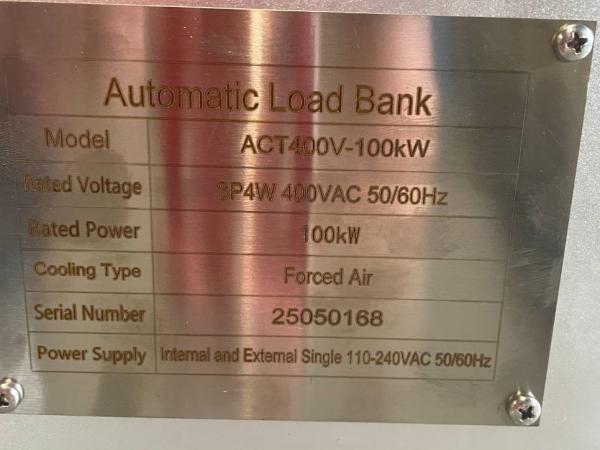 Automatic Load Bank
Model ACT400V-100kW
Rated Voltage 3P4W 400VAC 50/60Hz
Rated Power 100kW
Cooling Type Forced Air
Serial Number 25050168
Power Supply Internal and External Single 110-240VAC 50/60Hz